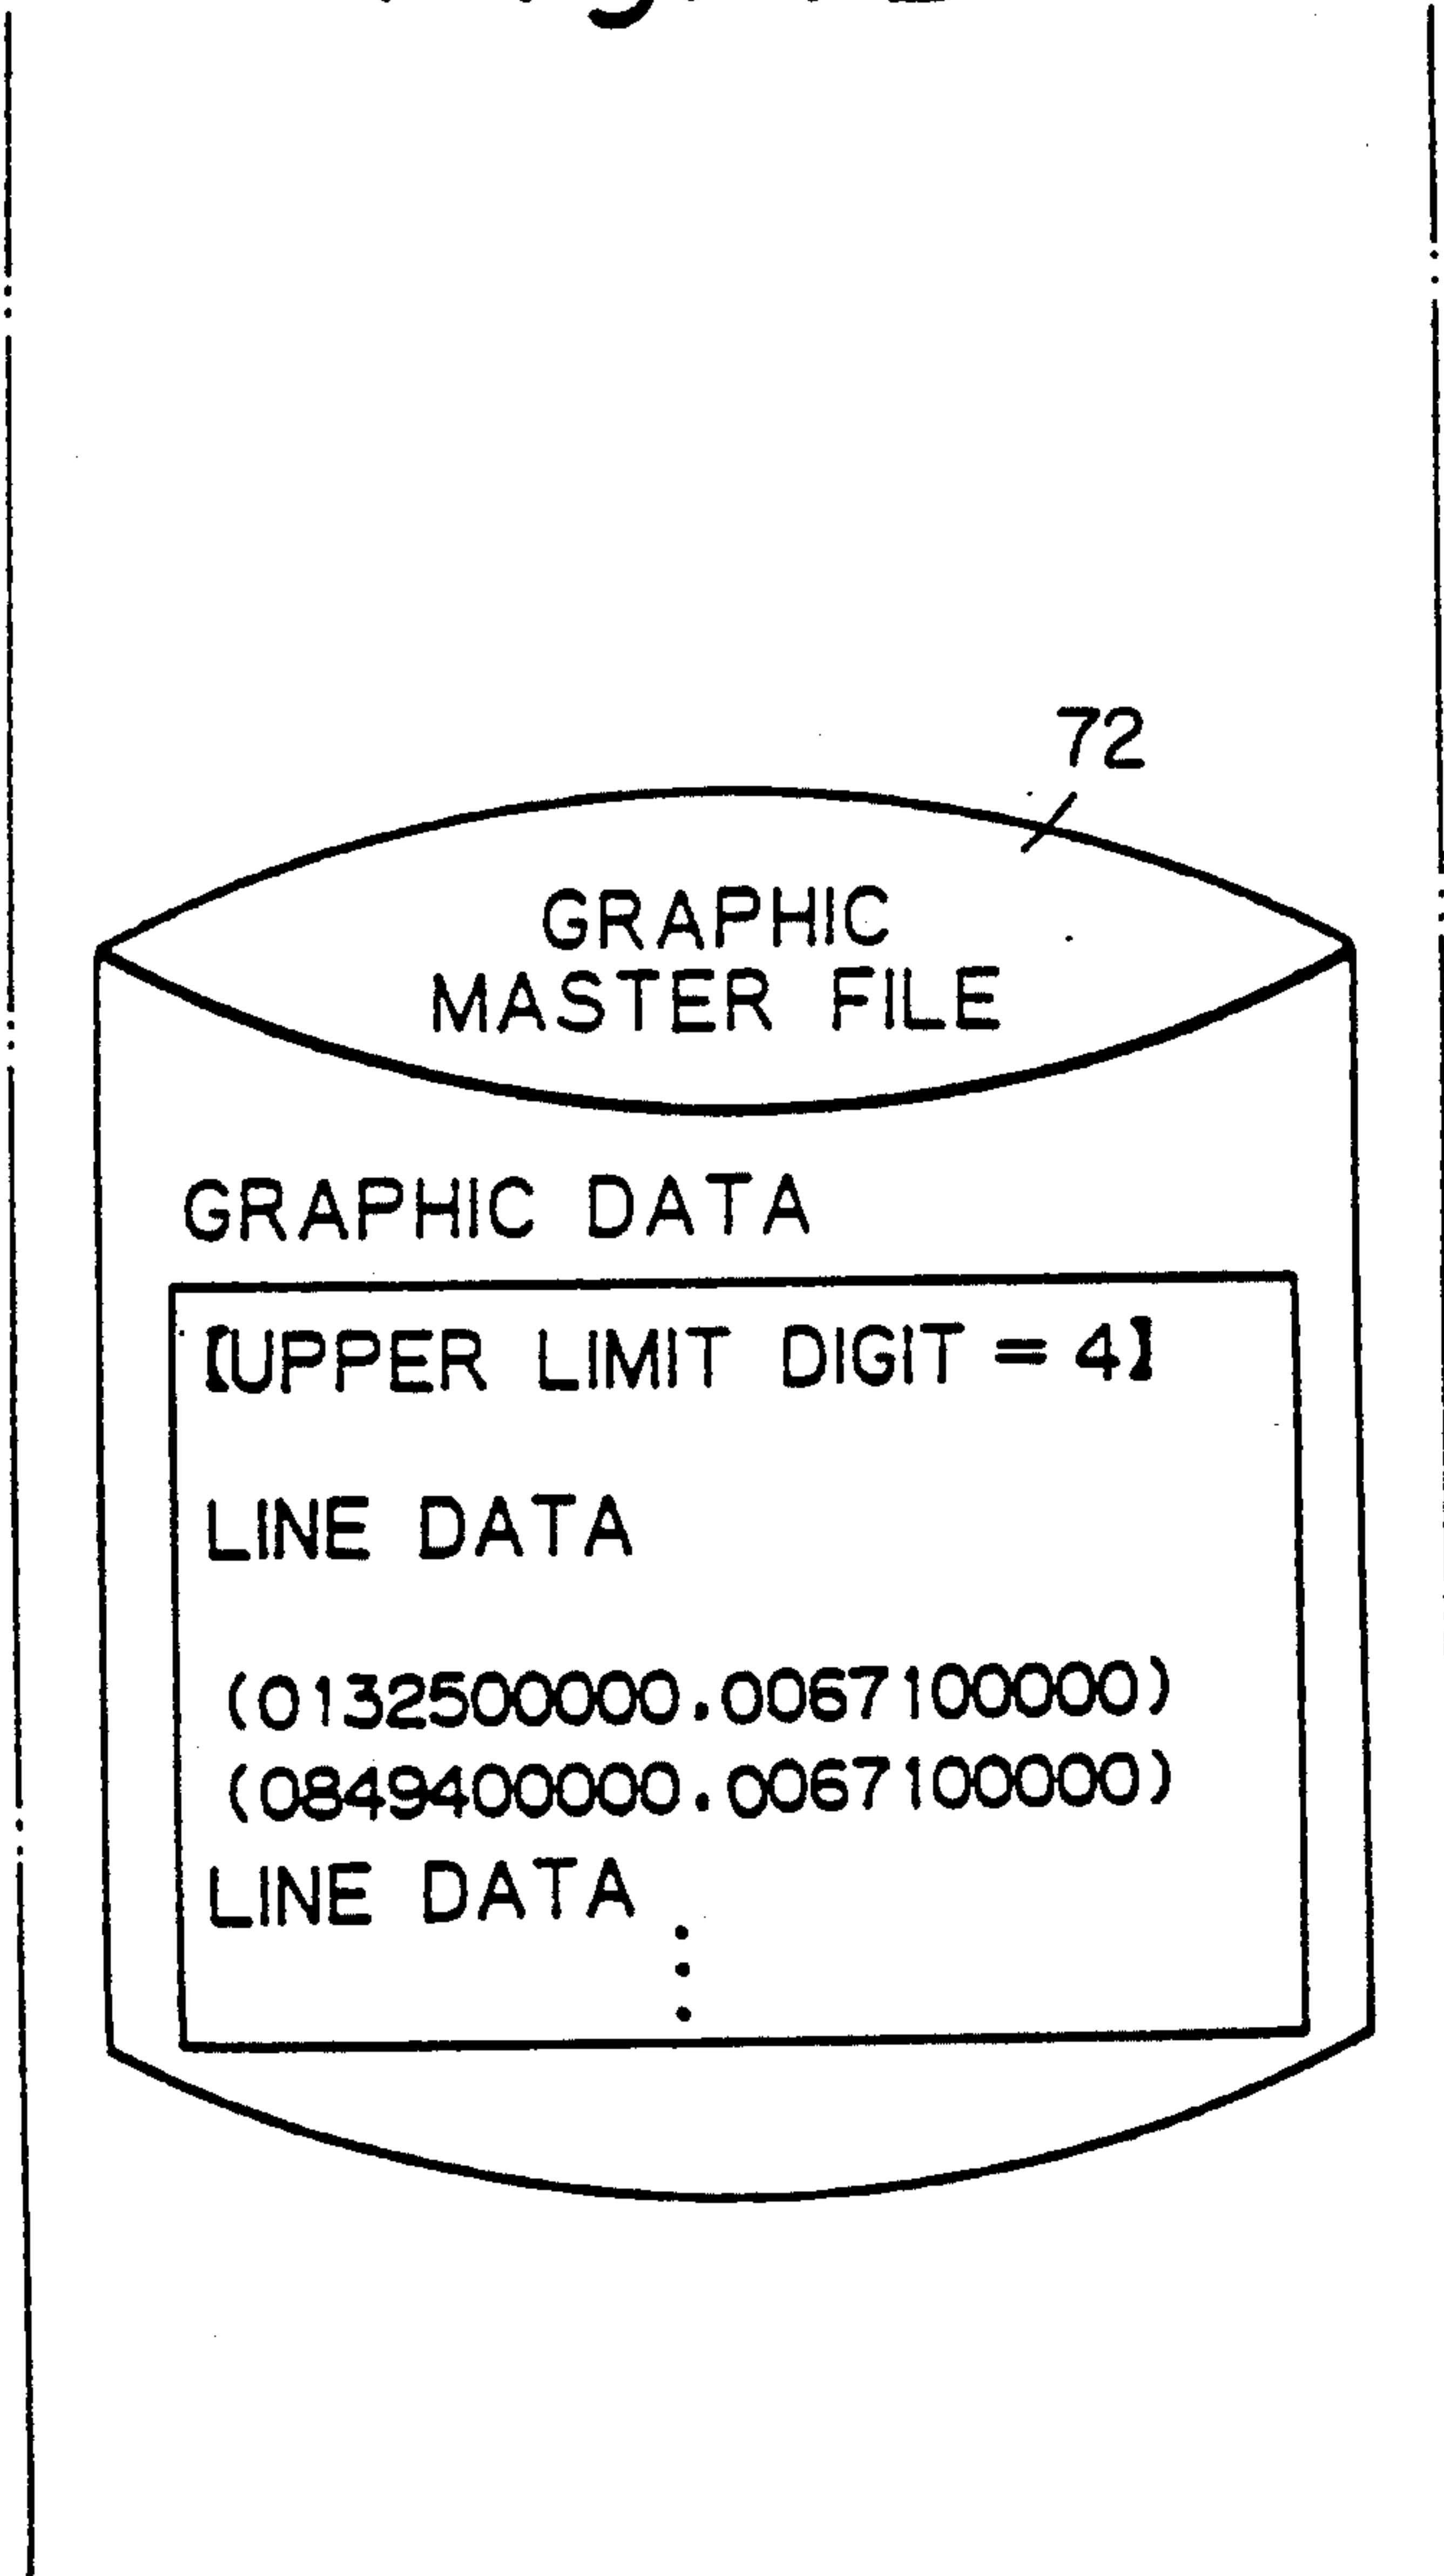 72
GRAPHIC
MASTER FILE
GRAPHIC DATA
【UPPER LIMIT DIGIT = 4】
LINE DATA
(0132500000.0067100000)
(0849400000.0067100000)
LINE DATA